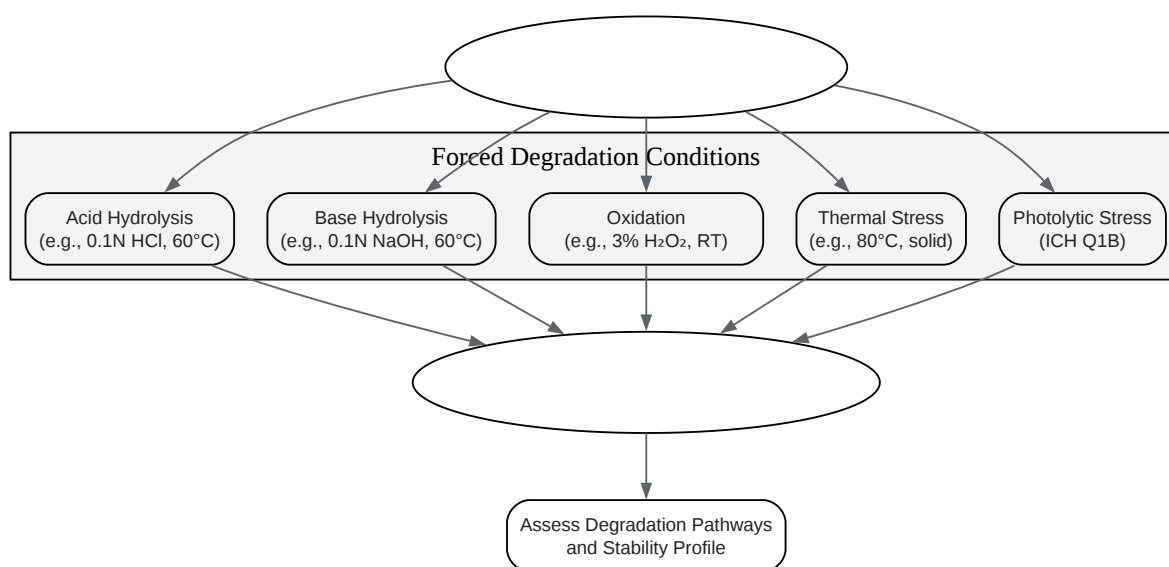 Forced Degradation Conditions
Acid Hydrolysis
(e.g., 0.1N HCl, 60°C)
Base Hydrolysis
(e.g., 0.1N NaOH, 60°C)
Oxidation
(e.g., 3% H₂O₂, RT)
Thermal Stress
(e.g., 80°C, solid)
Photolytic Stress
(ICH Q1B)
Assess Degradation Pathways
and Stability Profile